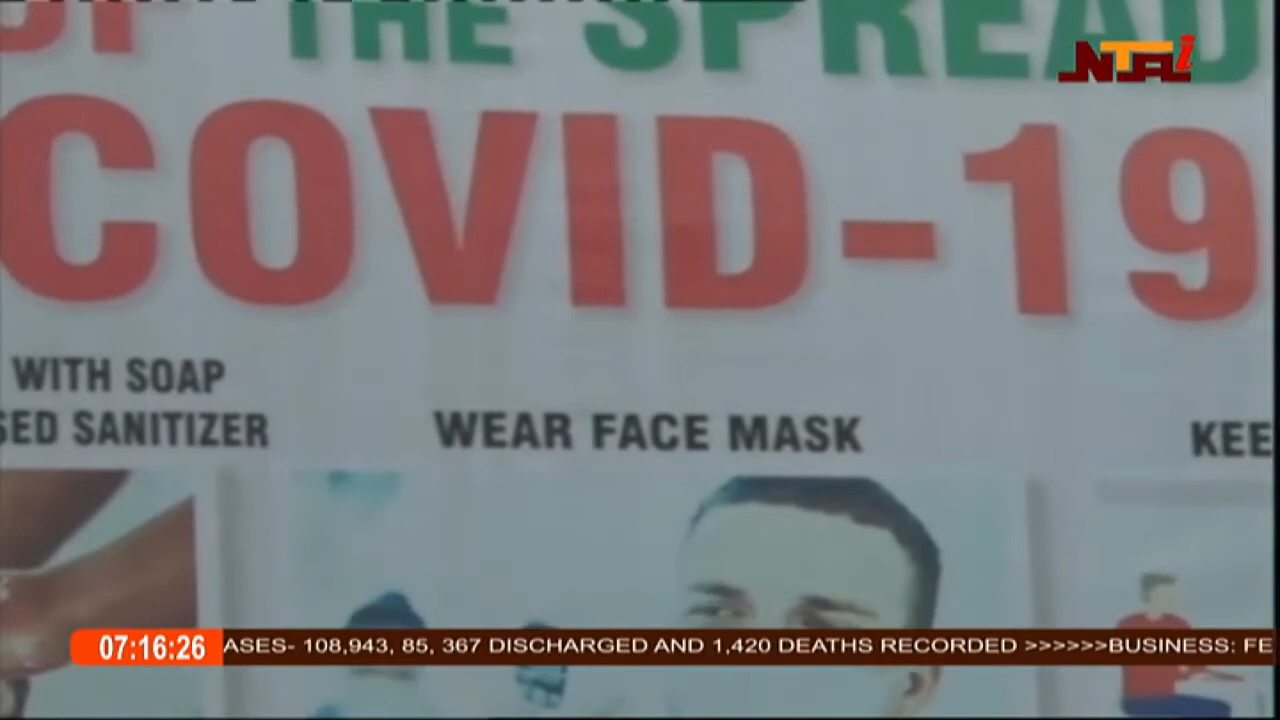 THE SPREAD
NTAi
COVID-19
WITH SOAP
SED SANITIZER
WEAR FACE MASK
KEE
07:16:26
ASES- 108,943, 85, 367 DISCHARGED AND 1,420 DEATHS RECORDED >>>>>>BUSINESS: FE